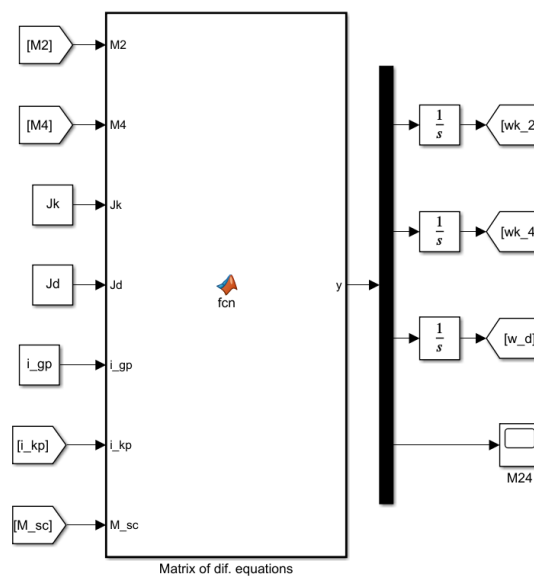 [M2]
M2
[M4]
M4
Jk
Jk
Jd
Jd
i_gp
i_gp
[i_kp]
i_kp
[M_sc]
M_sc
fcn
y
Matrix of dif. equations
1
s
[wk_2
1
s
[wk_4
1
s
[w_d]
M24